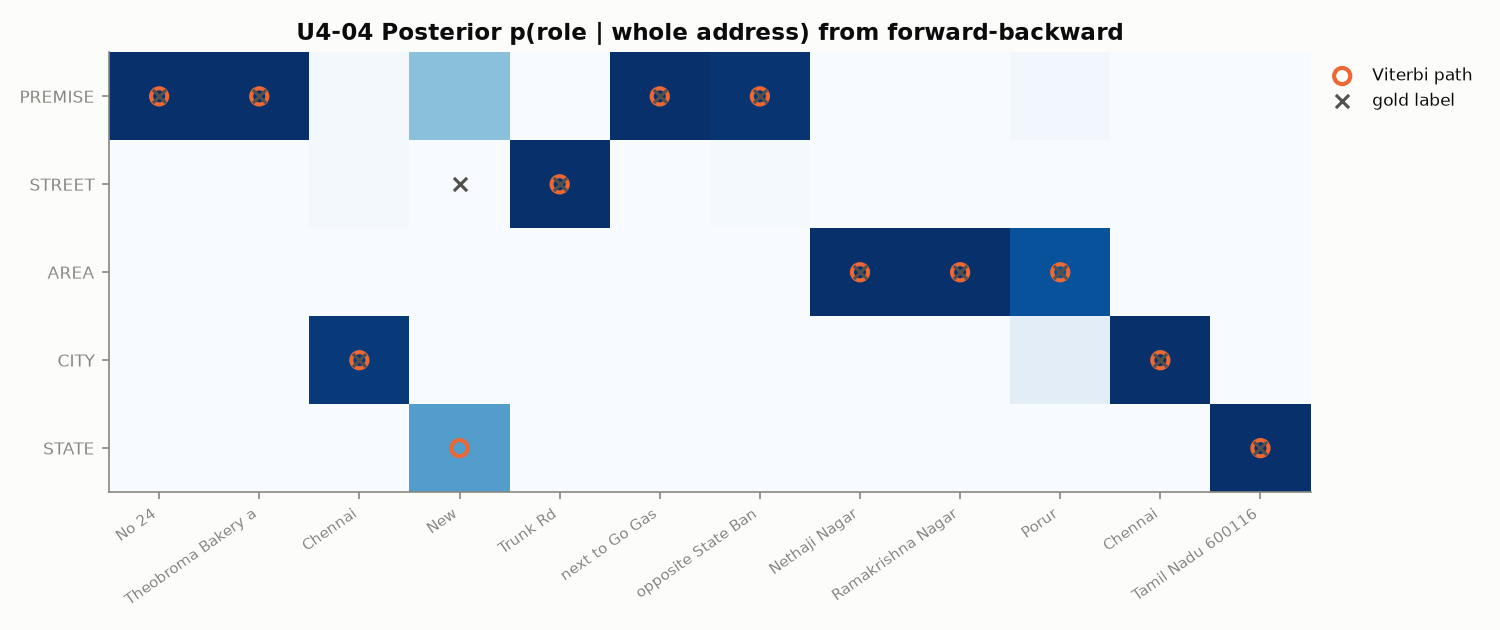 U4-04 Posterior p(role | whole address) from forward-backward
Viterbi path
gold label
PREMISE
STREET
AREA
CITY
STATE
No 24
Theobroma Bakery a
Chennai
New
Trunk Rd
next to Go Gas
opposite State Ban
Nethaji Nagar
Ramakrishna Nagar
Porur
Chennai
Tamil Nadu 600116